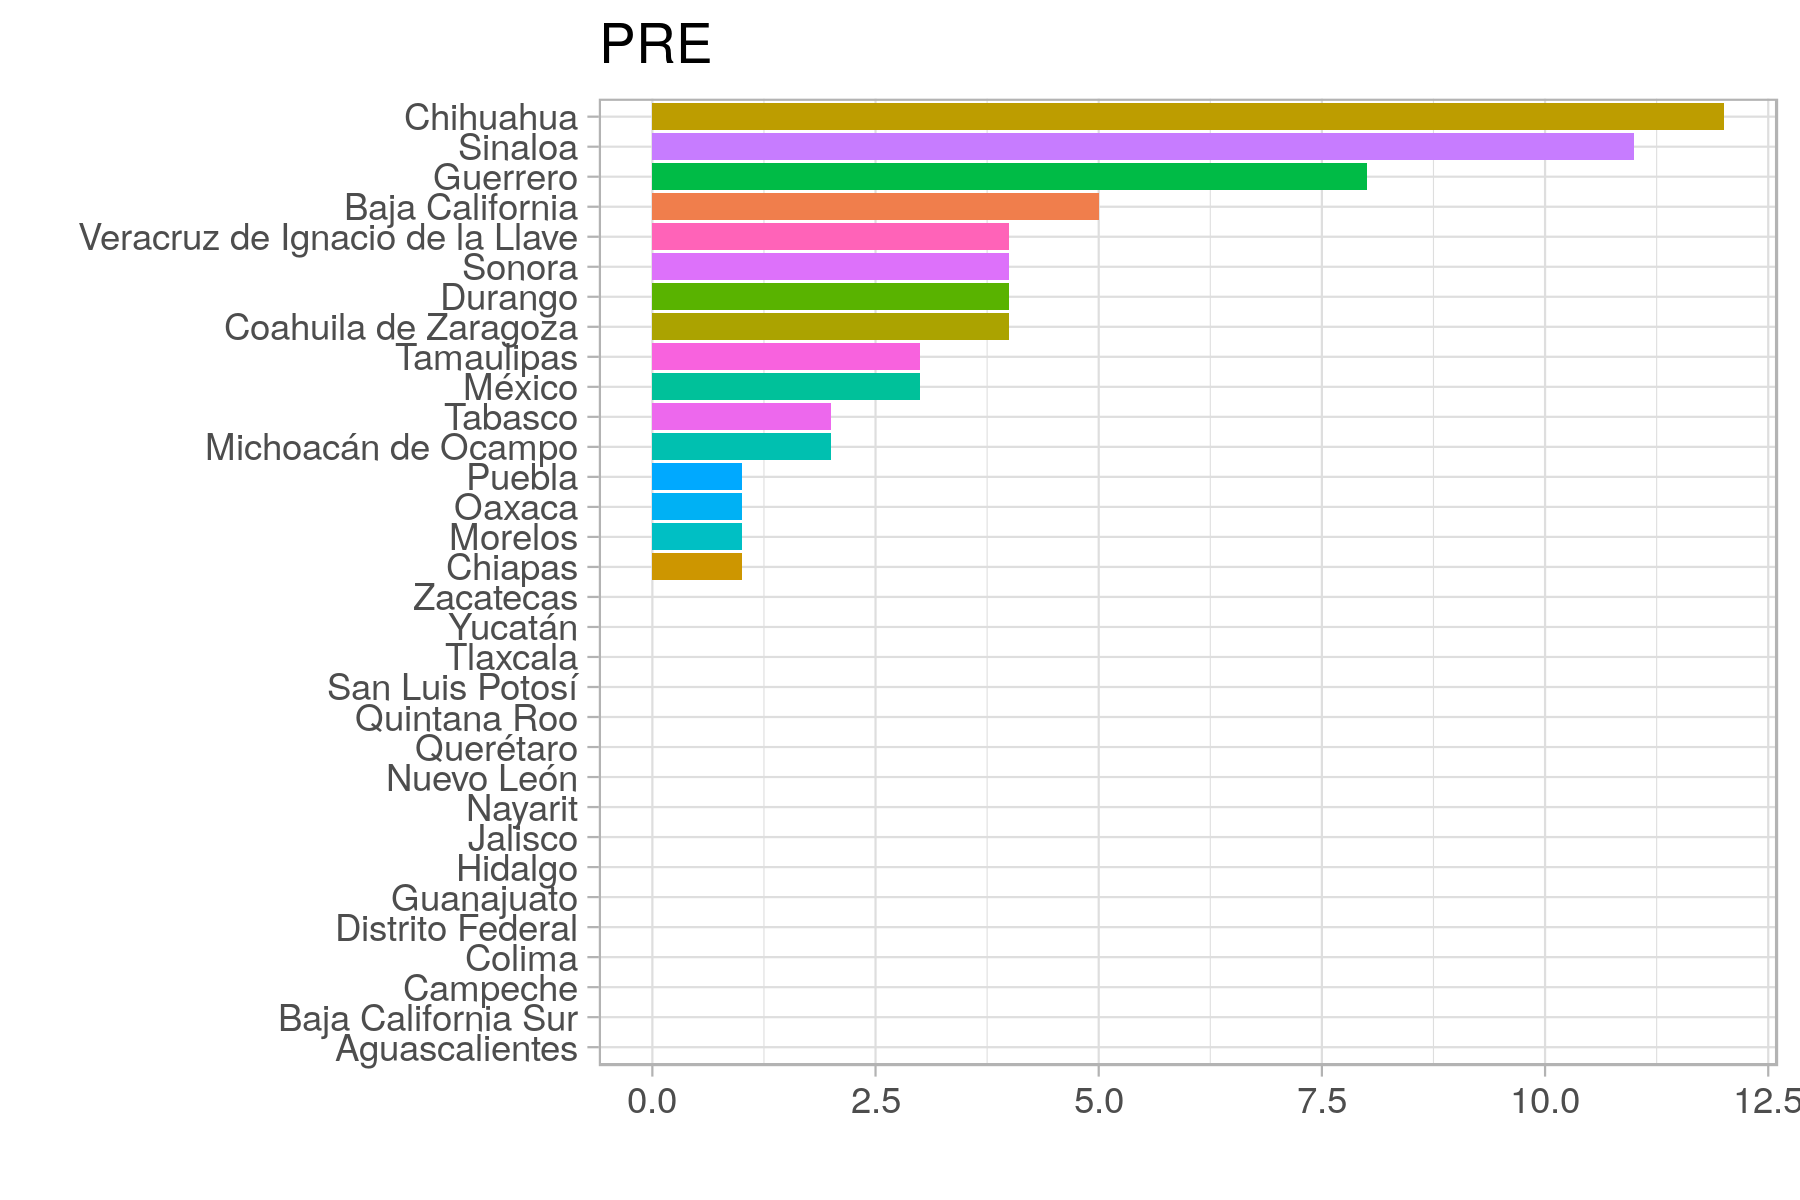 PRE
Chihuahua
Sinaloa
Guerrero
Baja California
Veracruz de Ignacio de la Llave
Sonora
Durango
Coahuila de Zaragoza
Tamaulipas
México
Tabasco
Michoacán de Ocampo
Puebla
Oaxaca
Morelos
Chiapas
Zacatecas
Yucatán
Tlaxcala
San Luis Potosí
Quintana Roo
Querétaro
Nuevo León
Nayarit
Jalisco
Hidalgo
Guanajuato
Distrito Federal
Colima
Campeche
Baja California Sur
Aguascalientes
0.0 2.5 5.0 7.5 10.0 12.5